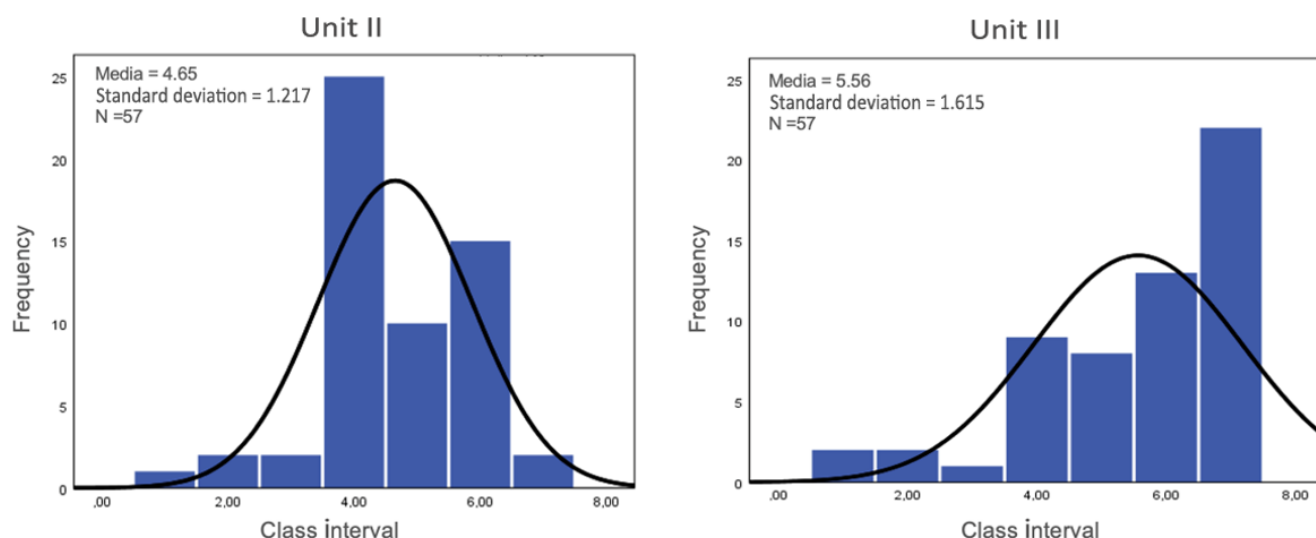 Unit II
Media = 4.65
Standard deviation = 1.217
N =57
Frequency
25
20
15
10
5
0
,00
2,00
4,00
6,00
8,00
Class interval
Unit III
Media = 5.56
Standard deviation = 1.615
N =57
Frequency
25
20
15
10
5
0
,00
2,00
4,00
6,00
8,00
Class interval